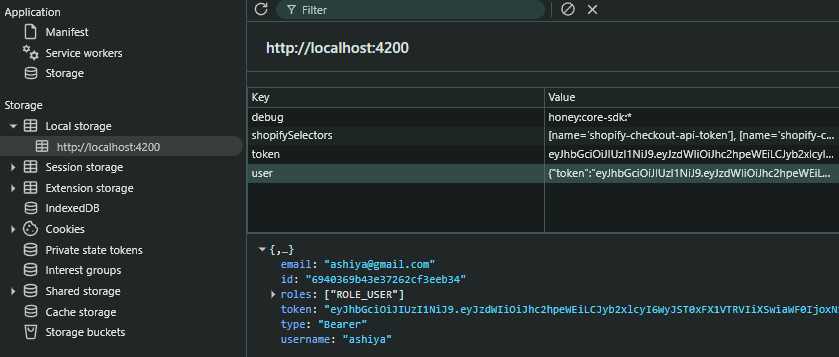 Application
Manifest
Service workers
Storage
Storage
Local storage
http://localhost:4200
Session storage
Extension storage
IndexedDB
Cookies
Private state tokens
Interest groups
Shared storage
Cache storage
Storage buckets
Filter
http://localhost:4200
Key Value
debug honey:core-sdk:*
shopifySelectors [name='shopify-checkout-api-token'], [name='shopify-c...
token eyJhbGciOiJIUzI1NiJ9.eyJzdWIiOiJhc2hpeWEiLCJyb2xlcyI...
user {"token":"eyJhbGciOiJIUzI1NiJ9.eyJzdWIiOiJhc2hpeWEiL...
{,…}
email: "ashiya@gmail.com"
id: "6940369b43e37262cf3eeb34"
roles: ["ROLE_USER"]
token: "eyJhbGciOiJIUzI1NiJ9.eyJzdWIiOiJhc2hpeWEiLCJyb2xlcyI6WyJST0xFX1VTRVIiXSwiaWF0IjoxN
type: "Bearer"
username: "ashiya"